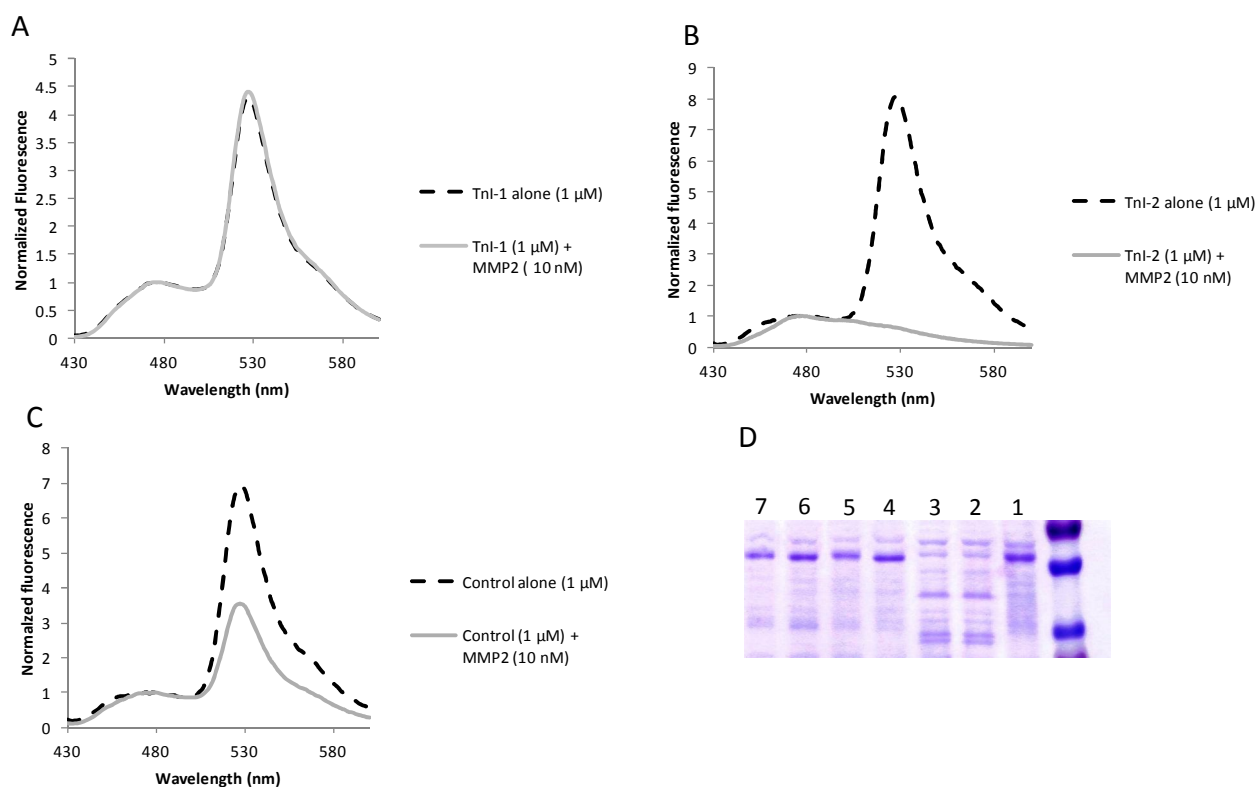 A
Normalized Fluorescence
5
4.5
4
3.5
3
2.5
2
1.5
1
0.5
0
430 480 530 580
Wavelength (nm)
TnI-1 alone (1 µM)
TnI-1 (1 µM) +
MMP2 ( 10 nM)
B
Normalized fluorescence
9
8
7
6
5
4
3
2
1
0
430 480 530 580
Wavelength (nm)
TnI-2 alone (1 µM)
TnI-2 (1 µM) +
MMP2 (10 nM)
C
Normalzed fluorescence
8
7
6
5
4
3
2
1
0
430 480 530 580
Wavelength (nm)
Control alone (1 µM)
Control (1 µM) +
MMP2 (10 nM)
D
7 6 5 4 3 2 1